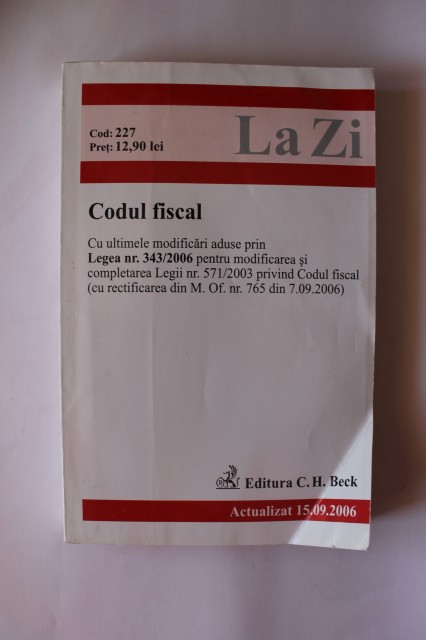 Cod: 227
Preț: 12,90 lei
La Zi
Codul fiscal
Cu ultimele modificări aduse prin
Legea nr. 343/2006 pentru modificarea și
completarea Legii nr. 571/2003 privind Codul fiscal
(cu rectificarea din M. Of. nr. 765 din 7.09.2006)
Editura C. H. Beck
Actualizat 15.09.2006